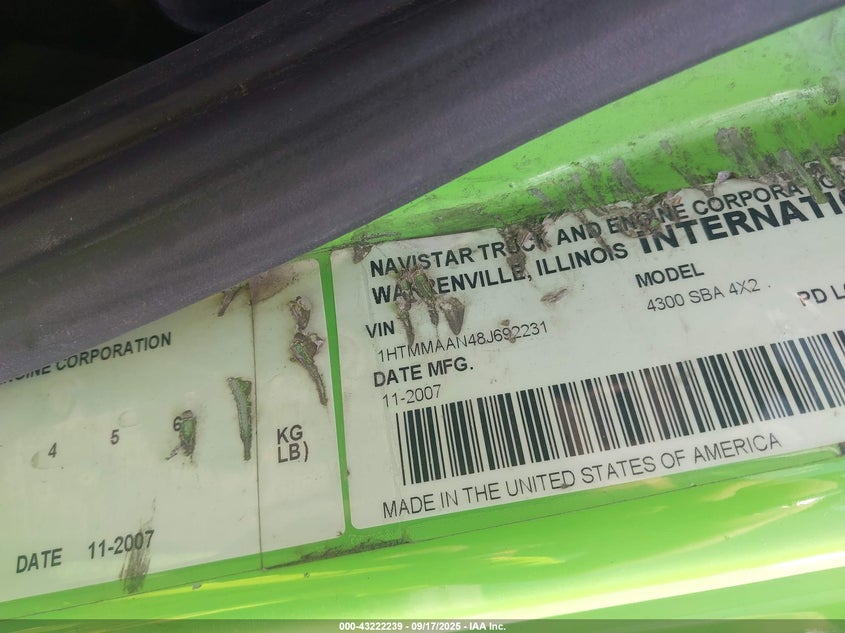 NAVISTAR TRUCK AND ENGINE CORPORATIO
WARRENVILLE, ILLINOIS INTERNATIO
MODEL
4300 SBA 4X2
PD L
VIN
1HTMMAAN48J692231
DATE MFG.
11-2007
MADE IN THE UNITED STATES OF AMERICA
ENGINE CORPORATION
4 5 6
KG
LB)
DATE 11-2007
000-43222239 - 09/17/2025 - IAA Inc.